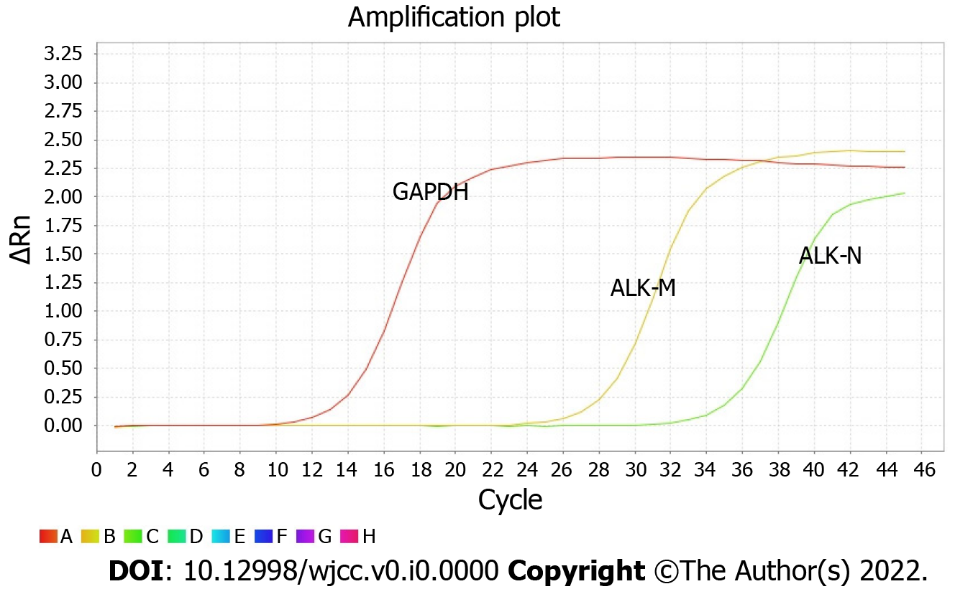 Amplification plot
3.25
3.00
2.75
2.50
2.25
2.00
1.75
1.50
1.25
1.00
0.75
0.50
0.25
0.00
ΔRn
GAPDH
ALK-M
ALK-N
0 2 4 6 8 10 12 14 16 18 20 22 24 26 28 30 32 34 36 38 40 42 44 46
Cycle
A B C D E F G H
DOI: 10.12998/wjcc.v0.i0.0000 Copyright ©The Author(s) 2022.